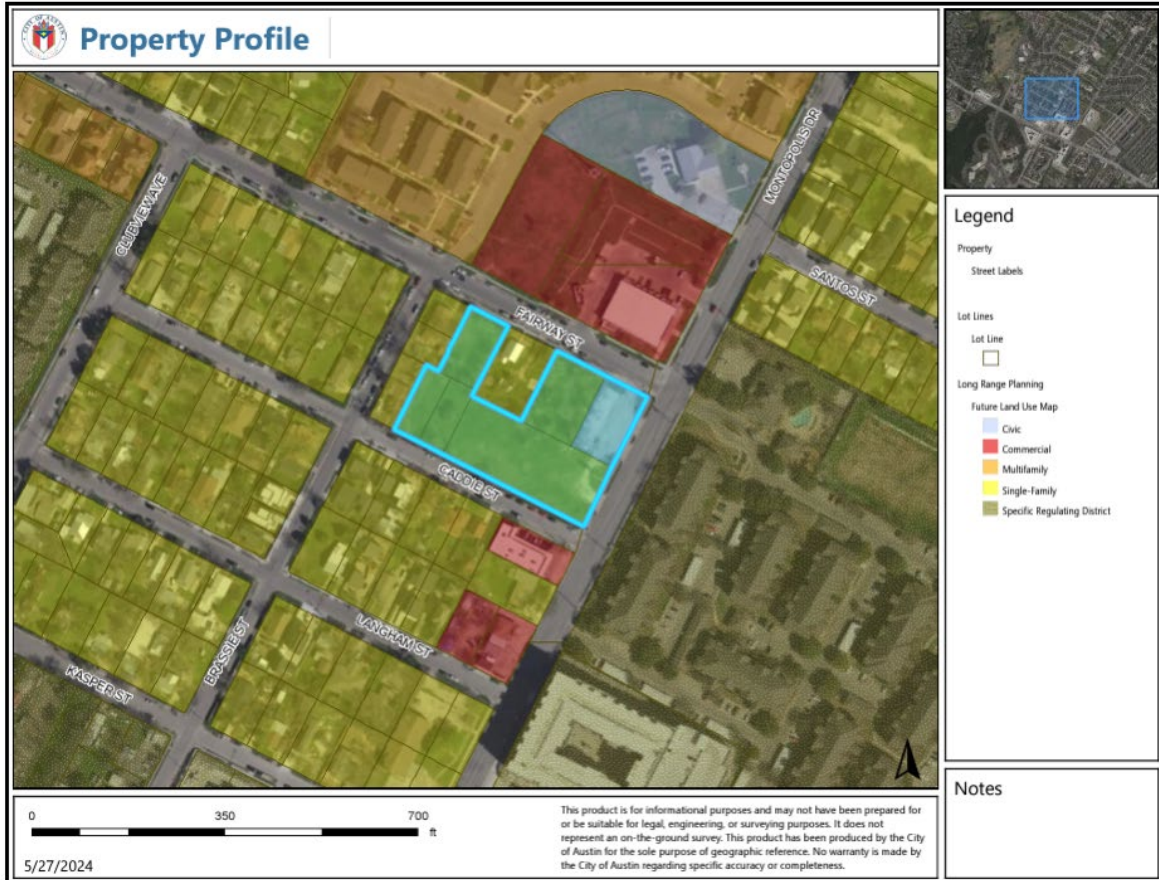 Property Profile
CLUBVIEW AVE
MONTOPOLIS DR
SANTOS ST
FAIRWAY ST
CADDIE ST
LANGHAM ST
BRASSIE ST
KASPER ST
Legend
Property
Street Labels
Lot Lines
Lot Line
Long Range Planning
Future Land Use Map
Civic
Commercial
Multifamily
Single-Family
Specific Regulating District
0 350 700
ft
5/27/2024
This product is for informational purposes and may not have been prepared for
or be suitable for legal, engineering, or surveying purposes. It does not
represent an on-the-ground survey. This product has been produced by the City
of Austin for the sole purpose of geographic reference. No warranty is made by
the City of Austin regarding specific accuracy or completeness.
Notes